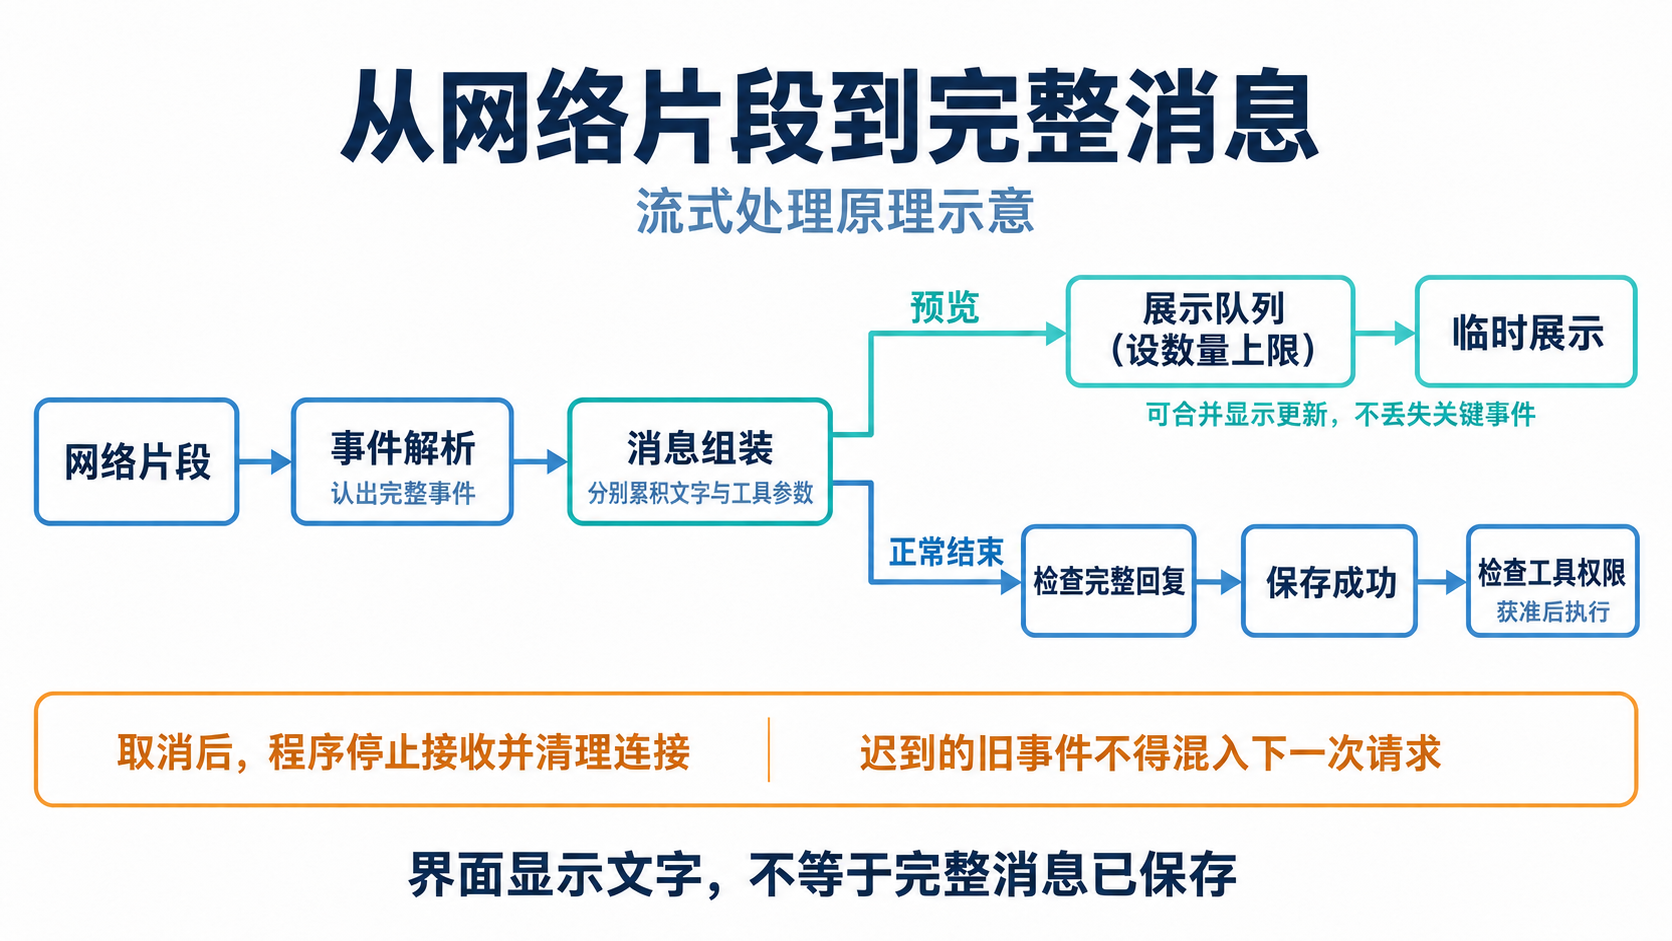 从网络片段到完整消息
流式处理原理示意
预览
展示队列
（设数量上限）
临时展示
可合并显示更新，不丢失关键事件
网络片段
事件解析
认出完整事件
消息组装
分别累积文字与工具参数
正常结束
检查完整回复
保存成功
检查工具权限
获准后执行
取消后，程序停止接收并清理连接
迟到的旧事件不得混入下一次请求
界面显示文字，不等于完整消息已保存